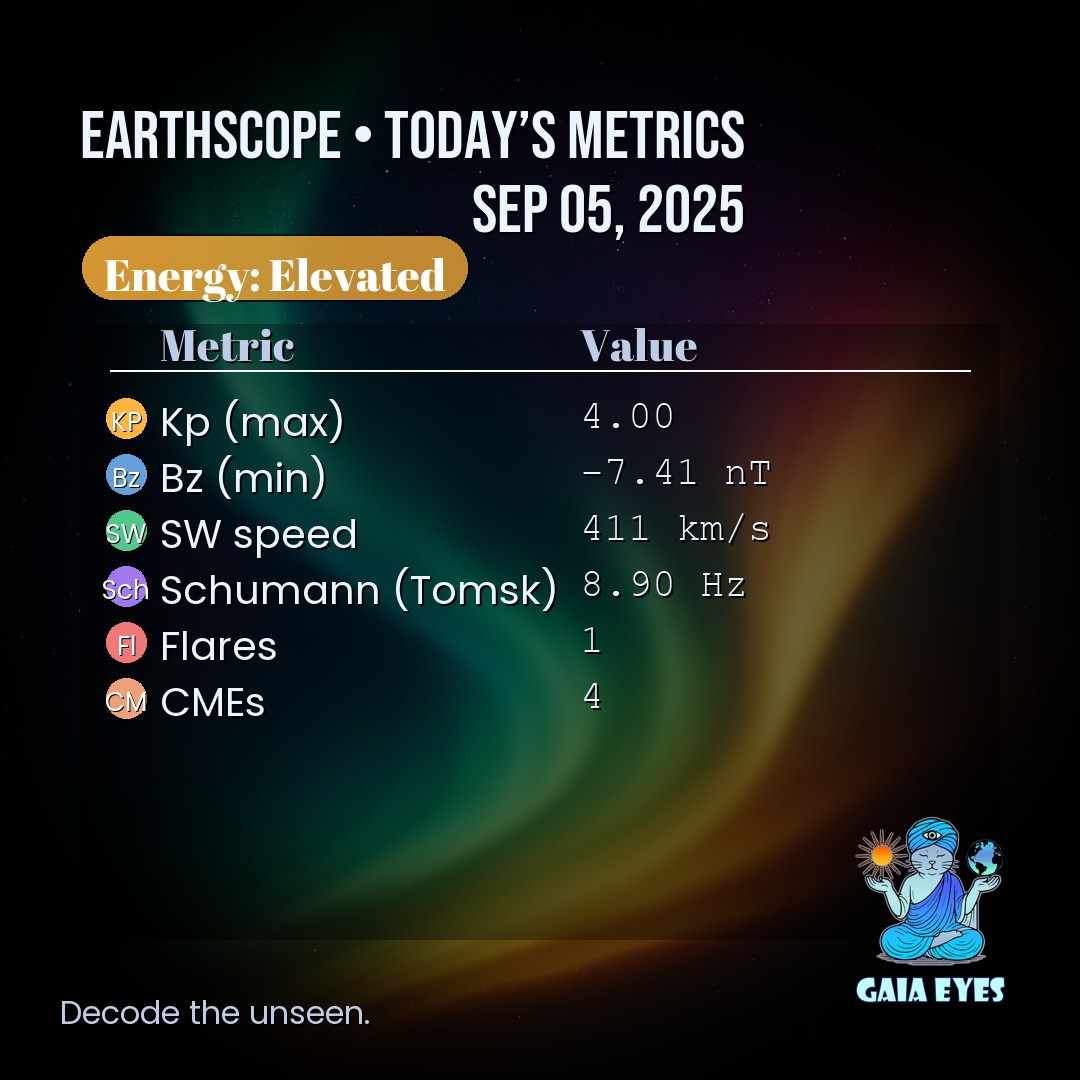 EARTHSCOPE • TODAY’S METRICS
SEP 05, 2025
Energy: Elevated
Metric Value
KP Kp (max) 4.00
Bz Bz (min) -7.41 nT
SW SW speed 411 km/s
Sch Schumann (Tomsk) 8.90 Hz
Fl Flares 1
CM CMEs 4
GAIA EYES
Decode the unseen.